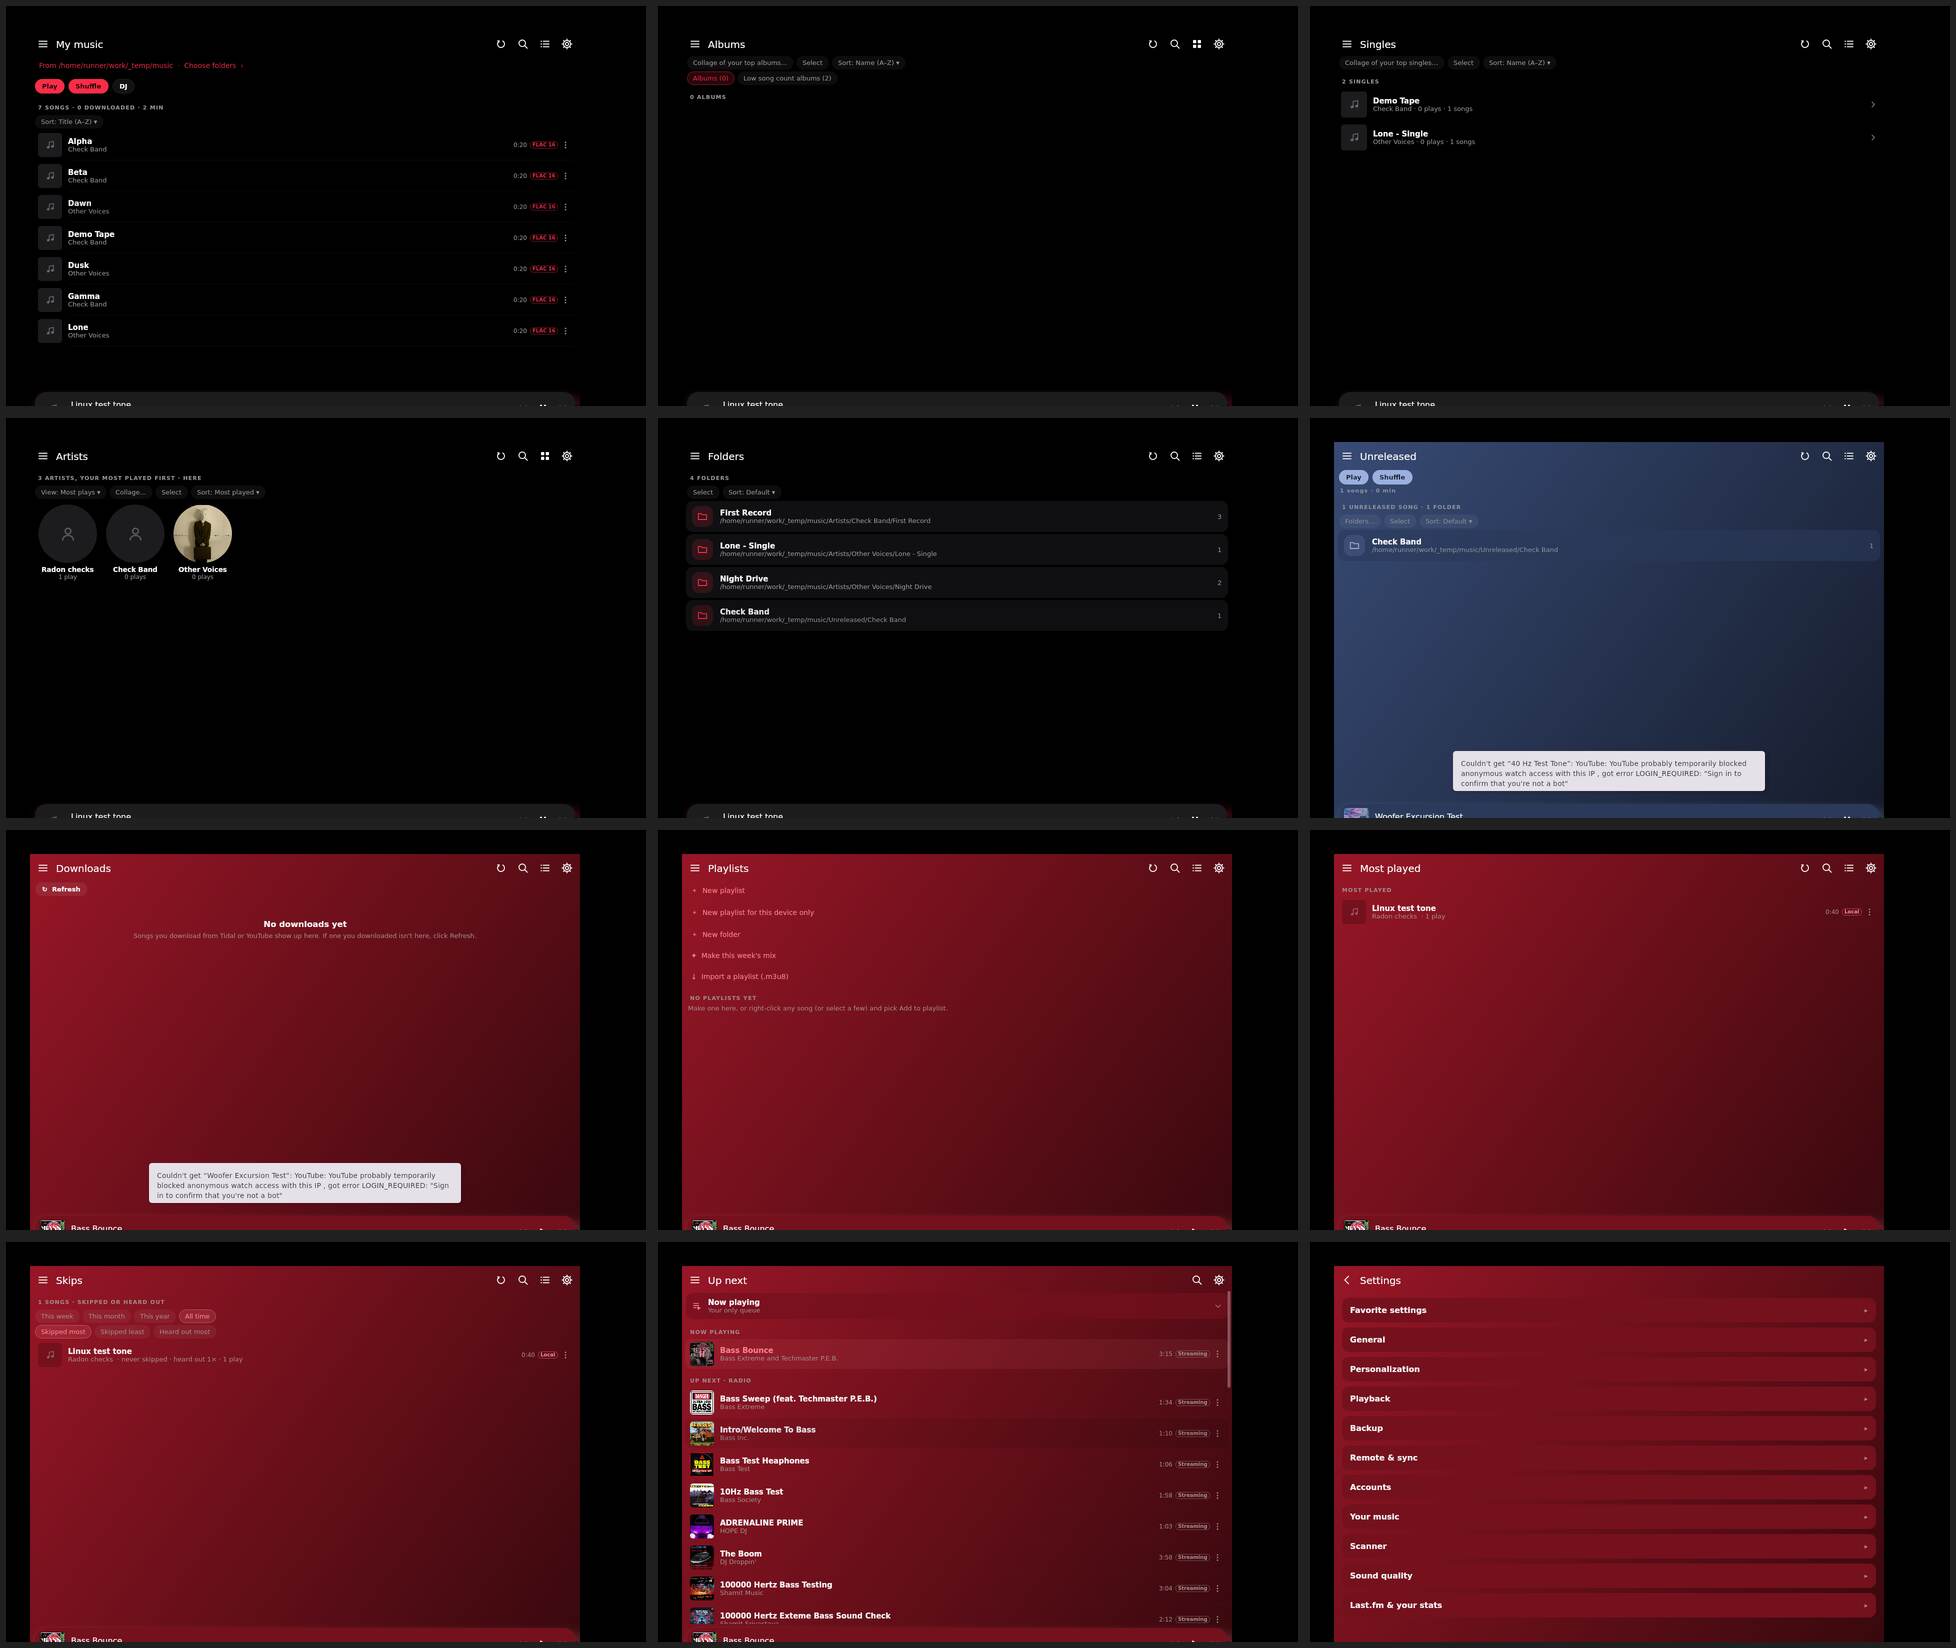 My music
From /home/runner/work/_temp/music · Choose folders ›
Play Shuffle DJ
7 SONGS · 0 DOWNLOADED · 2 MIN
Sort: Title (A-Z) ▾
Alpha
Check Band
0:20 FLAC 16
Beta
Check Band
0:20 FLAC 16
Dawn
Other Voices
0:20 FLAC 16
Demo Tape
Check Band
0:20 FLAC 16
Dusk
Other Voices
0:20 FLAC 16
Gamma
Check Band
0:20 FLAC 16
Lone
Other Voices
0:20 FLAC 16
Linux test tone
Albums
Collage of your top albums... Select Sort: Name (A-Z) ▾
Albums (0) Low song count albums (2)
0 ALBUMS
Linux test tone
Singles
Collage of your top singles... Select Sort: Name (A-Z) ▾
2 SINGLES
Demo Tape
Check Band · 0 plays · 1 songs
Lone - Single
Other Voices · 0 plays · 1 songs
Linux test tone
Artists
3 ARTISTS, YOUR MOST PLAYED FIRST · HERE
View: Most plays ▾ Collage... Select Sort: Most played ▾
Radon checks
1 play
Check Band
0 plays
Other Voices
0 plays
Linux test tone
Folders
4 FOLDERS
Select Sort: Default ▾
First Record
/home/runner/work/_temp/music/Artists/Check Band/First Record
3
Lone - Single
/home/runner/work/_temp/music/Artists/Other Voices/Lone - Single
1
Night Drive
/home/runner/work/_temp/music/Artists/Other Voices/Night Drive
2
Check Band
/home/runner/work/_temp/music/Unreleased/Check Band
1
Linux test tone
Unreleased
Play Shuffle
1 songs · 0 min
1 UNRELEASED SONG · 1 FOLDER
Folders... Select Sort: Default ▾
Check Band
/home/runner/work/_temp/music/Unreleased/Check Band
1
Couldn't get "40 Hz Test Tone": YouTube: YouTube probably temporarily blocked
anonymous watch access with this IP , got error LOGIN_REQUIRED: "Sign in to
confirm that you're not a bot"
Woofer Excursion Test
Downloads
↻ Refresh
No downloads yet
Songs you download from Tidal or YouTube show up here. If one you downloaded isn't here, click Refresh.
Couldn't get "Woofer Excursion Test": YouTube: YouTube probably temporarily
blocked anonymous watch access with this IP , got error LOGIN_REQUIRED: "Sign
in to confirm that you're not a bot"
Bass Bounce
Playlists
+ New playlist
+ New playlist for this device only
+ New folder
✦ Make this week's mix
↓ Import a playlist (.m3u8)
NO PLAYLISTS YET
Make one here, or right-click any song (or select a few) and pick Add to playlist.
Bass Bounce
Most played
MOST PLAYED
Linux test tone
Radon checks · 1 play
0:40 Local
Bass Bounce
Skips
1 SONGS · SKIPPED OR HEARD OUT
This week This month This year All time
Skipped most Skipped least Heard out most
Linux test tone
Radon checks · never skipped · heard out 1× · 1 play
0:40 Local
Bass Bounce
Up next
Now playing
Your only queue
NOW PLAYING
Bass Bounce
Bass Extreme and Techmaster P.E.B.
3:15 Streaming
UP NEXT · RADIO
Bass Sweep (feat. Techmaster P.E.B.)
Bass Extreme
1:34 Streaming
Intro/Welcome To Bass
Bass Inc.
1:10 Streaming
Bass Test Heaphones
Bass Test
1:06 Streaming
10Hz Bass Test
Bass Society
1:58 Streaming
ADRENALINE PRIME
HOPE DJ
1:03 Streaming
The Boom
DJ Droppin'
3:58 Streaming
100000 Hertz Bass Testing
Shamit Music
3:04 Streaming
100000 Hertz Exteme Bass Sound Check
2:12 Streaming
Bass Bounce
Settings
Favorite settings
General
Personalization
Playback
Backup
Remote & sync
Accounts
Your music
Scanner
Sound quality
Last.fm & your stats